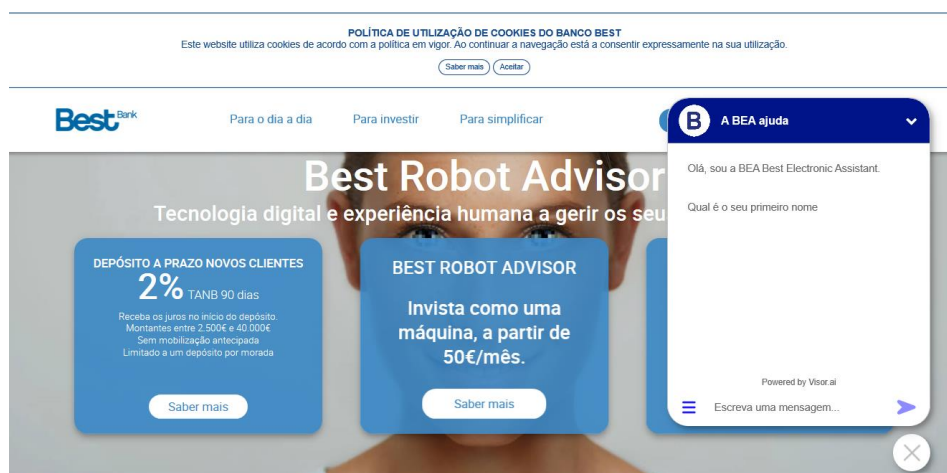 POLÍTICA DE UTILIZAÇÃO DE COOKIES DO BANCO BEST
Este website utiliza cookies de acordo com a política em vigor. Ao continuar a navegação está a consentir expressamente na sua utilização.
Saber mais Aceitar
Best Bank
Para o dia a dia Para investir Para simplificar
Best Robot Advisor
Tecnologia digital e experiência humana a gerir os seu
DEPÓSITO A PRAZO NOVOS CLIENTES
2% TANB 90 dias
Receba os juros no início do depósito.
Montantes entre 2.500€ e 40.000€
Sem mobilização antecipada
Limitado a um depósito por morada
Saber mais
BEST ROBOT ADVISOR
Invista como uma
máquina, a partir de
50€/mês.
Saber mais
B A BEA ajuda
Olá, sou a BEA Best Electronic Assistant.
Qual é o seu primeiro nome
Powered by Visor.ai
Escreva uma mensagem...